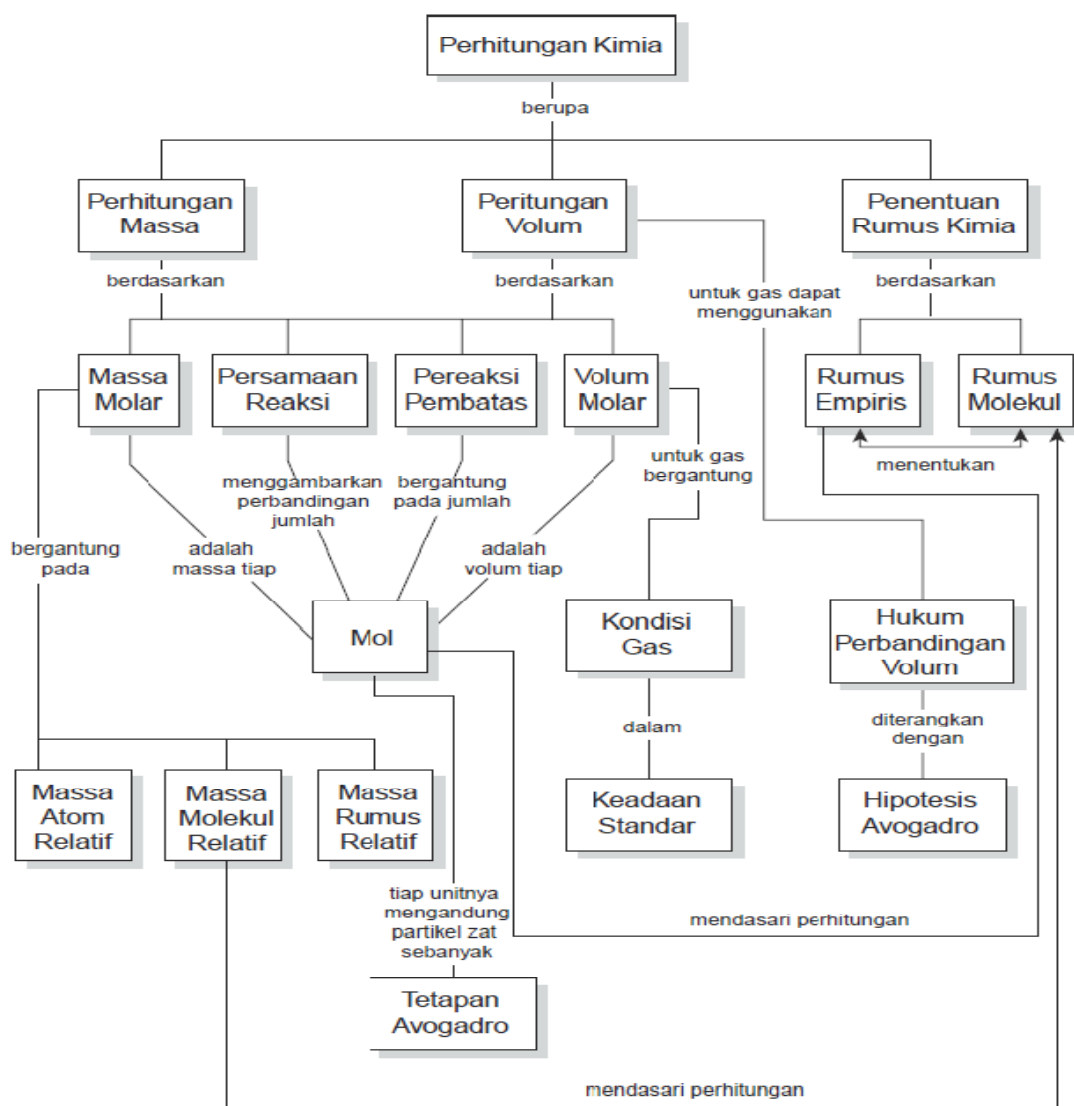 Perhitungan Kimia
berupa
Perhitungan
Massa
Peritungan
Volum
Penentuan
Rumus Kimia
berdasarkan
berdasarkan
untuk gas dapat
menggunakan
berdasarkan
Massa
Molar
Persamaan
Reaksi
Pereaksi
Pembatas
Volum
Molar
Rumus
Empiris
Rumus
Molekul
menentukan
untuk gas
bergantung
menggambarkan
perbandingan
jumlah
bergantung
pada jumlah
bergantung
pada
adalah
massa tiap
adalah
volum tiap
Mol
Kondisi
Gas
Hukum
Perbandingan
Volum
dalam
diterangkan
dengan
Massa
Atom
Relatif
Massa
Molekul
Relatif
Massa
Rumus
Relatif
Keadaan
Standar
Hipotesis
Avogadro
tiap unitnya
mengandung
partikel zat
sebanyak
mendasari perhitungan
Tetapan
Avogadro
mendasari perhitungan